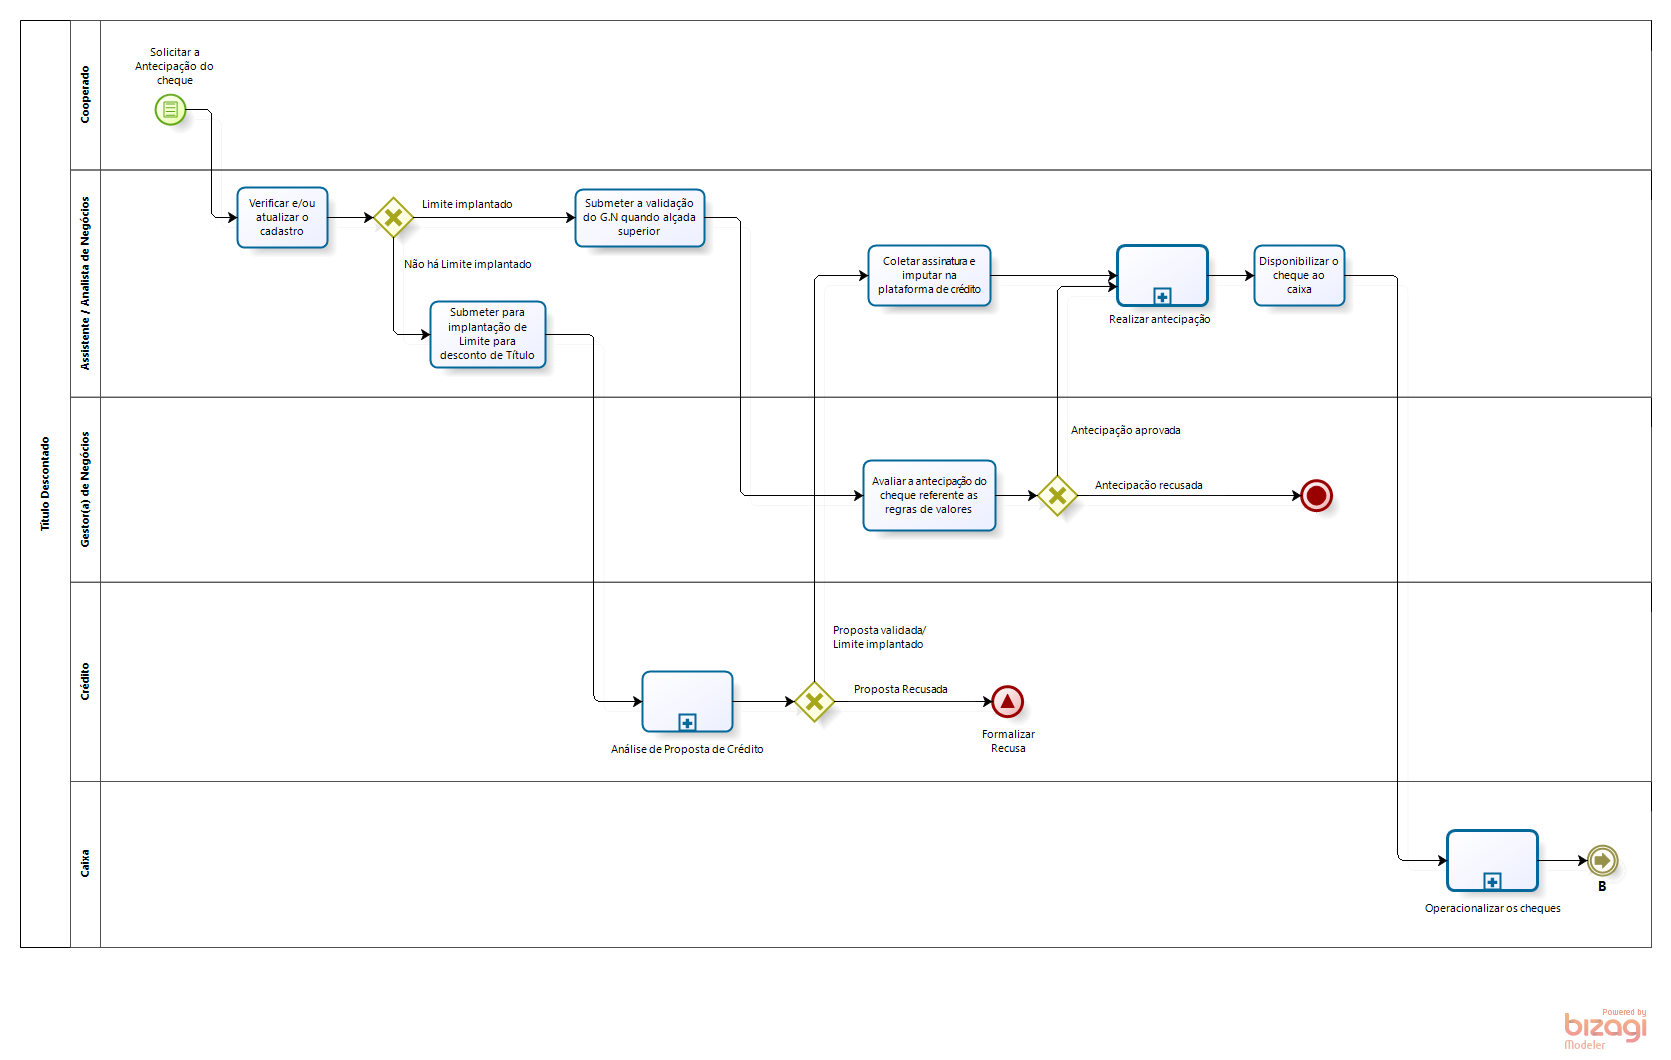 Título Descontado
Cooperado
Solicitar a
Antecipação do
cheque
Assistente / Analista de Negócios
Verificar e/ou
atualizar o
cadastro
Limite implantado
Não há Limite implantado
Submeter a validação
do G.N quando alçada
superior
Submeter para
implantação de
Limite para
desconto de Título
Coletar assinatura e
imputar na
plataforma de crédito
Realizar antecipação
Disponibilizar o
cheque ao
caixa
Gestor(a) de Negócios
Avaliar a antecipação do
cheque referente as
regras de valores
Antecipação aprovada
Antecipação recusada
Crédito
Análise de Proposta de Crédito
Proposta validada/
Limite implantado
Proposta Recusada
Formalizar
Recusa
Caixa
Operacionalizar os cheques
B
Powered by
bizagi
Modeler